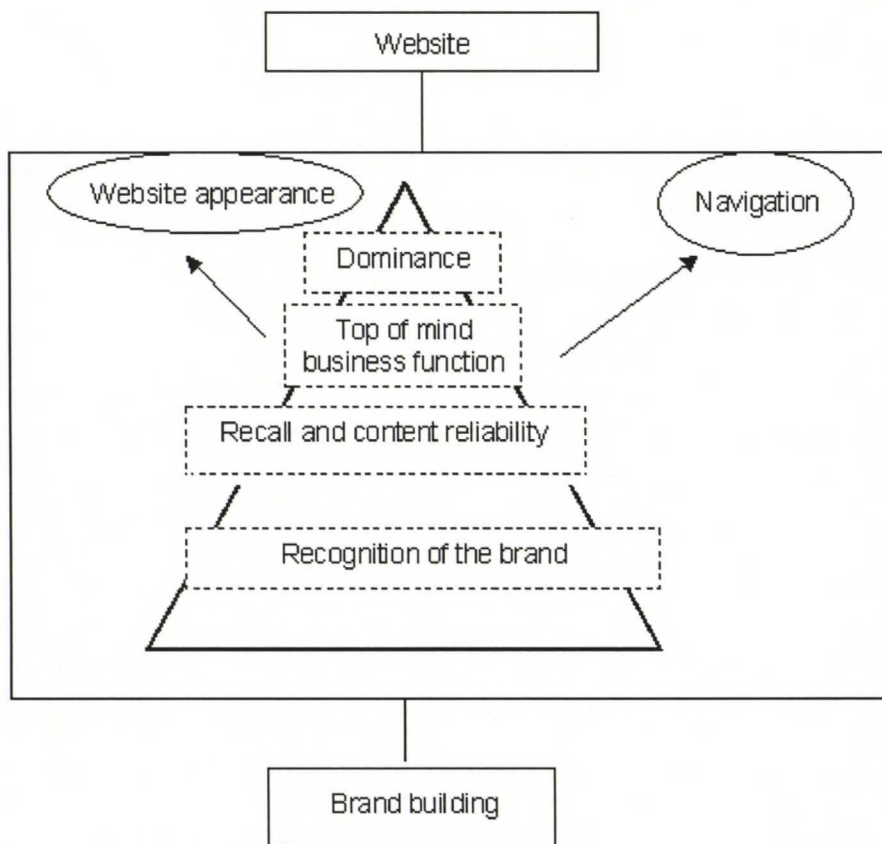 Website
Website appearance
Navigation
Dominance
Top of mind
business function
Recall and content reliability
Recognition of the brand
Brand building